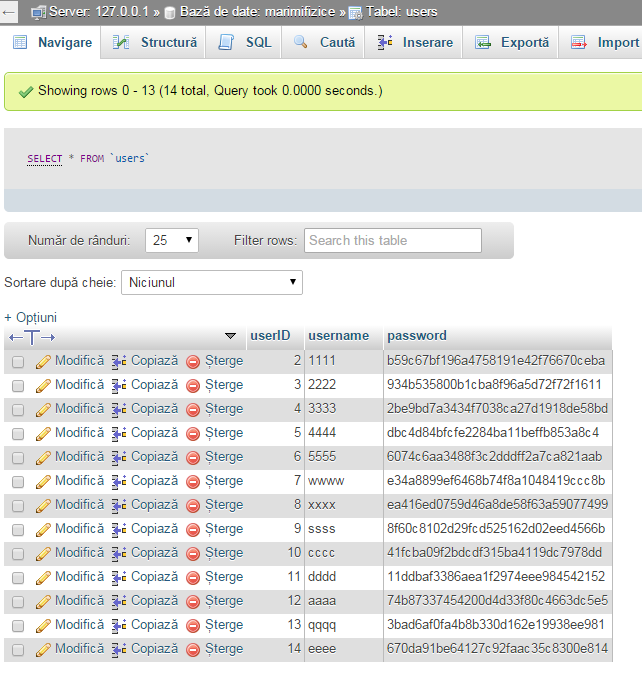 Server: 127.0.0.1 » Bază de date: marimifizice » Tabel: users
Navigare Structură SQL Caută Inserare Exportă Import
Showing rows 0 - 13 (14 total, Query took 0.0000 seconds.)
SELECT * FROM `users`
Număr de rânduri: 25 Filter rows: Search this table
Sortare după cheie: Niciunul
+ Opțiuni
←T→ userID username password
Modifică Copiază Șterge 2 1111 b59c67bf196a4758191e42f76670ceba
Modifică Copiază Șterge 3 2222 934b535800b1cba8f96a5d72f72f1611
Modifică Copiază Șterge 4 3333 2be9bd7a3434f7038ca27d1918de58bd
Modifică Copiază Șterge 5 4444 dbc4d84bfcfe2284ba11beffb853a8c4
Modifică Copiază Șterge 6 5555 6074c6aa3488f3c2dddff2a7ca821aab
Modifică Copiază Șterge 7 wwww e34a8899ef6468b74f8a1048419ccc8b
Modifică Copiază Șterge 8 xxxx ea416ed0759d46a8de58f63a59077499
Modifică Copiază Șterge 9 ssss 8f60c8102d29fcd525162d02eed4566b
Modifică Copiază Șterge 10 cccc 41fcba09f2bdcdf315ba4119dc7978dd
Modifică Copiază Șterge 11 dddd 11ddbaf3386aea1f2974eee984542152
Modifică Copiază Șterge 12 aaaa 74b87337454200d4d33f80c4663dc5e5
Modifică Copiază Șterge 13 qqqq 3bad6af0fa4b8b330d162e19938ee981
Modifică Copiază Șterge 14 eeee 670da91be64127c92faac35c8300e814